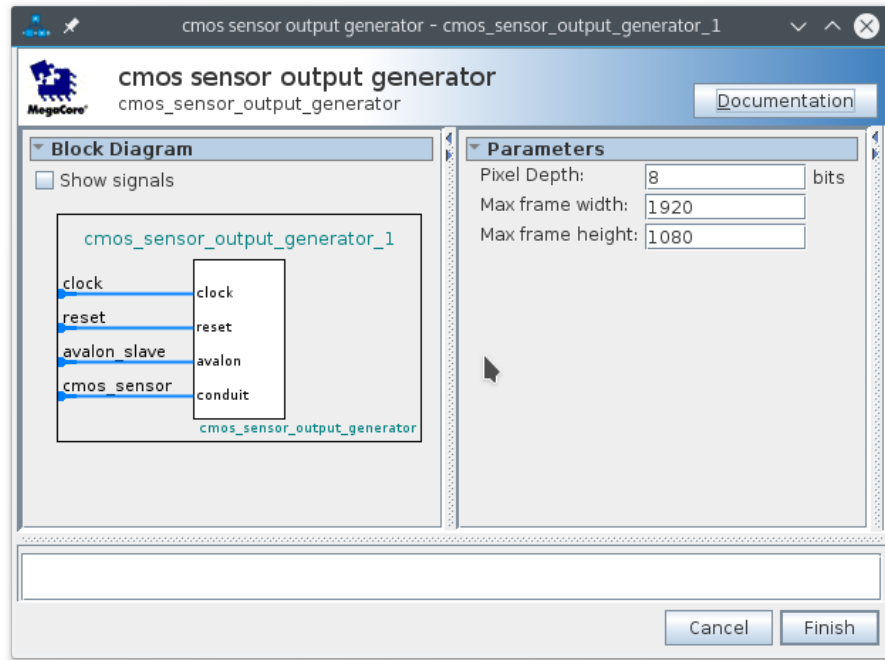 cmos sensor output generator - cmos_sensor_output_generator_1
cmos sensor output generator
cmos_sensor_output_generator
MegaCore®
Documentation
Block Diagram
Show signals
cmos_sensor_output_generator_1
clock
clock
reset
reset
avalon_slave
avalon
cmos_sensor
conduit
cmos_sensor_output_generator
Parameters
Pixel Depth: 8 bits
Max frame width: 1920
Max frame height: 1080
Cancel
Finish